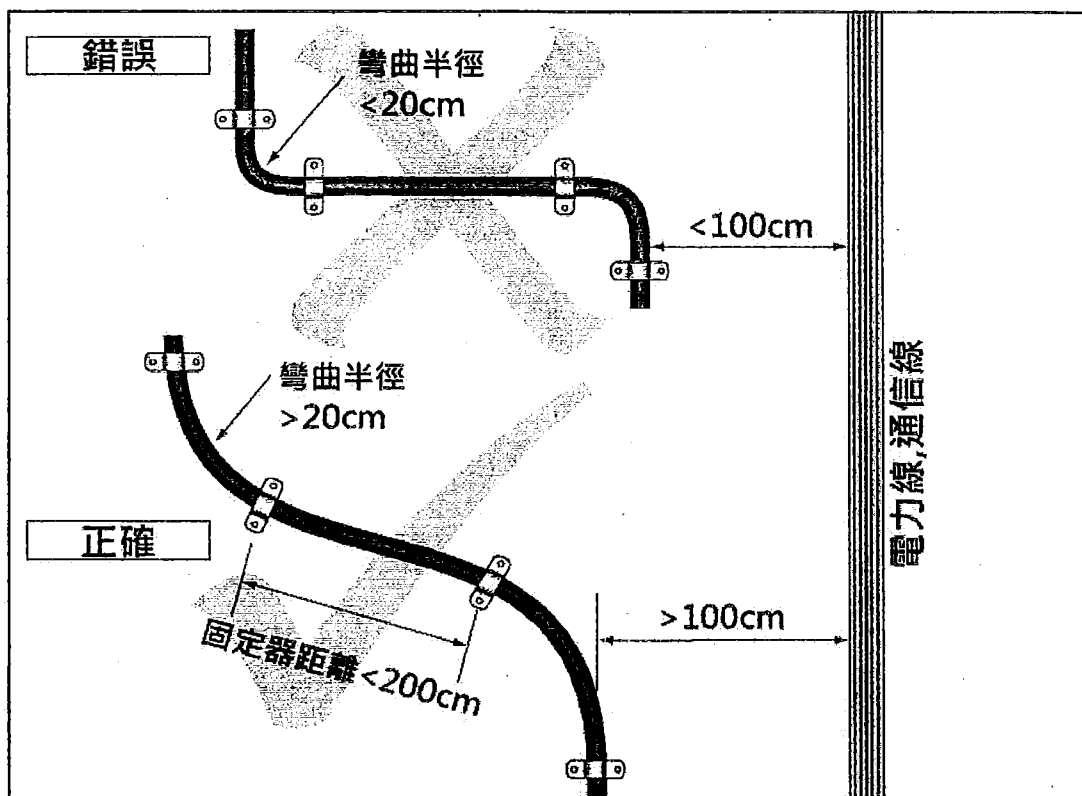 錯誤
彎曲半徑
<20cm
<100cm
彎曲半徑
>20cm
正確
固定器距離<200cm
>100cm
電力線,通信線